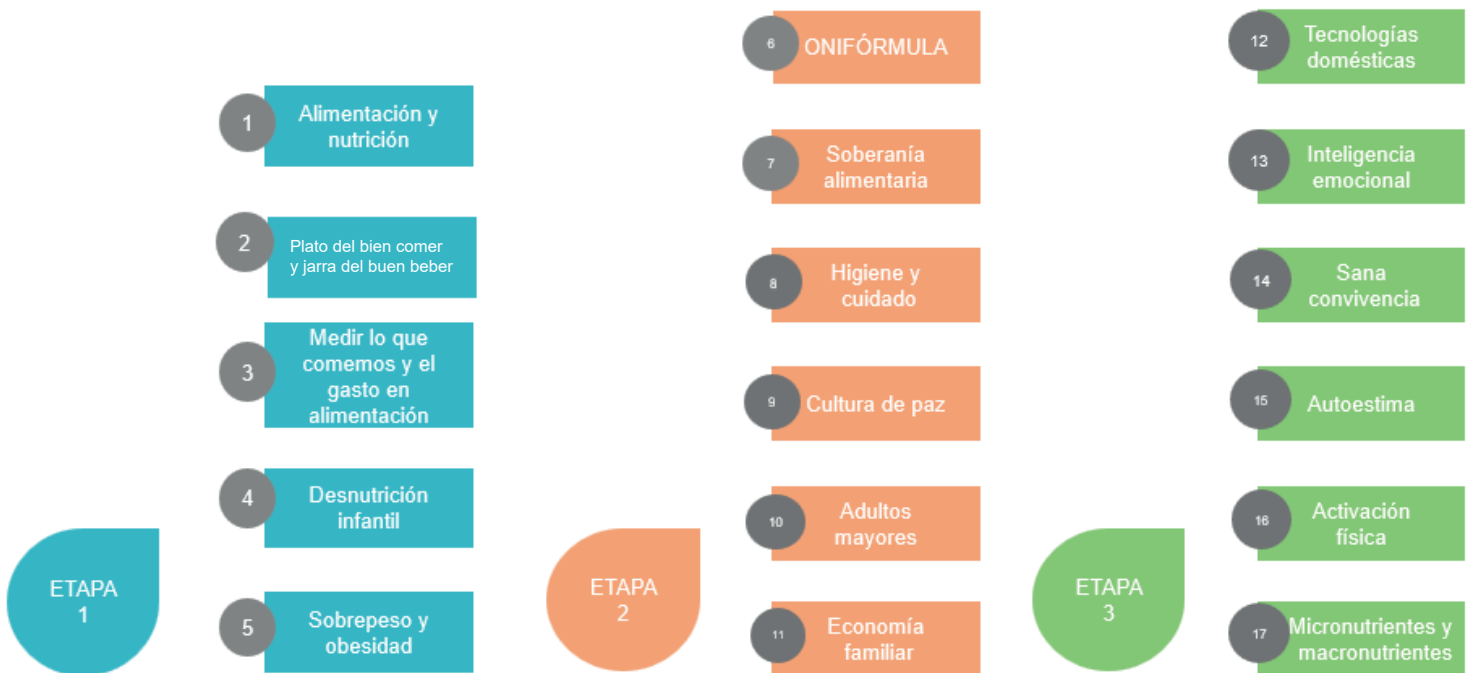 ETAPA
1
1
Alimentación y
nutrición
2
Plato del bien comer
y jarra del buen beber
3
Medir lo que
comemos y el
gasto en
alimentación
4
Desnutrición
infantil
5
Sobrepeso y
obesidad
ETAPA
2
6
ONIFÓRMULA
7
Soberanía
alimentaria
8
Higiene y
cuidado
9
Cultura de paz
10
Adultos
mayores
11
Economía
familiar
ETAPA
3
12
Tecnologías
domésticas
13
Inteligencia
emocional
14
Sana
convivencia
15
Autoestima
16
Activación
física
17
Micronutrientes y
macronutrientes